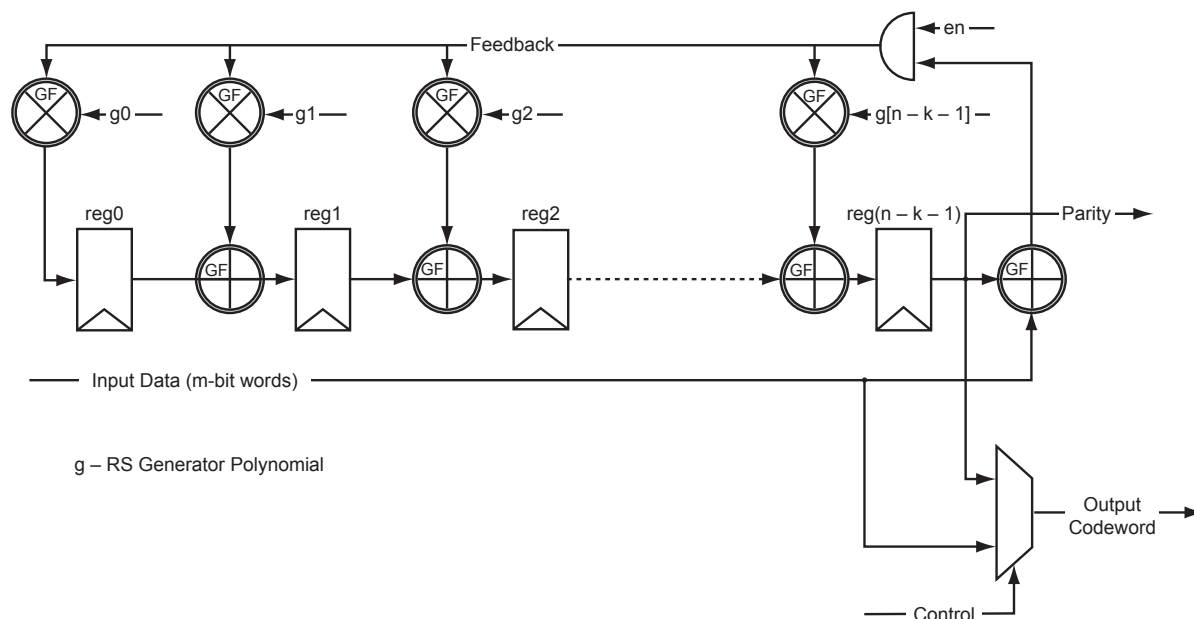 en
Feedback
GF
GF
GF
GF
g0
g1
g2
g[n – k – 1]
reg0
reg1
reg2
reg(n – k – 1)
Parity
GF
GF
GF
GF
Input Data (m-bit words)
g – RS Generator Polynomial
Output
Codeword
Control